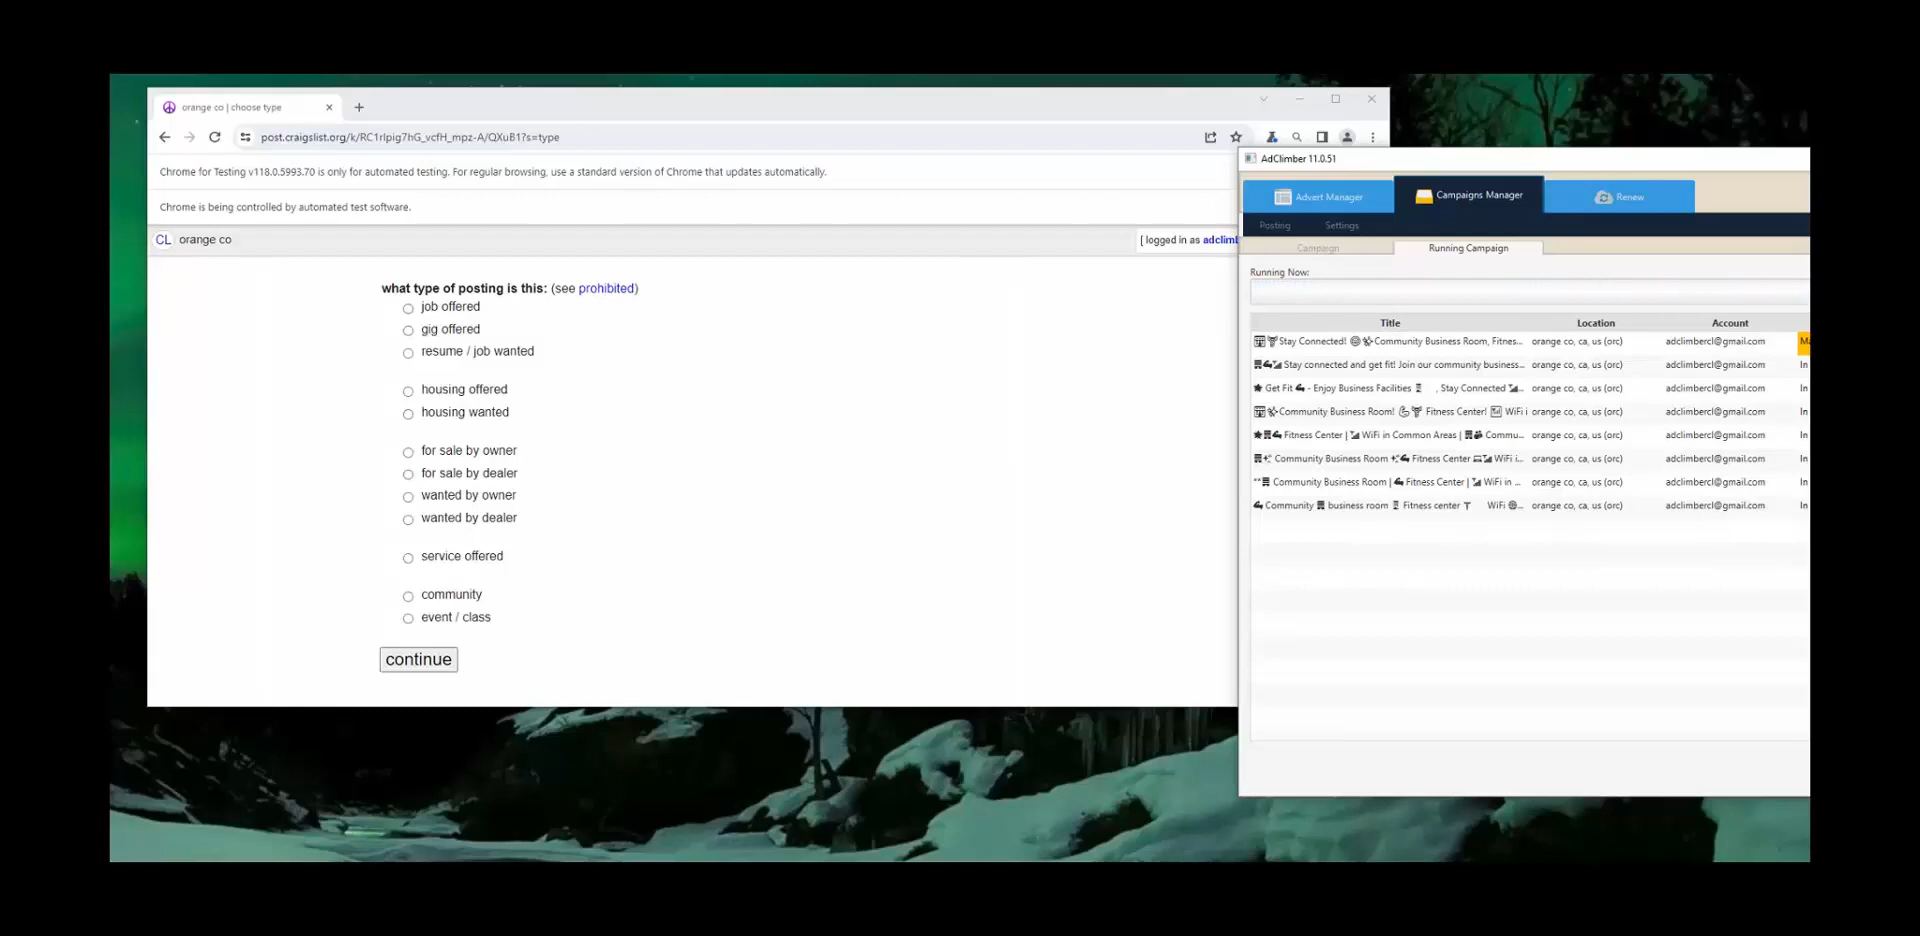 orange co | choose type
post.craigslist.org/k/RC1rlpig7hG_vcfH_mpz-A/QXuB1?s=type
Chrome for Testing v118.0.5993.70 is only for automated testing. For regular browsing, use a standard version of Chrome that updates automatically.
Chrome is being controlled by automated test software.
CL orange co
[ logged in as
what type of posting is this: (see prohibited)
job offered
gig offered
resume / job wanted
housing offered
housing wanted
for sale by owner
for sale by dealer
wanted by owner
wanted by dealer
service offered
community
event / class
continue
AdClimber 11.0.51
Advert Manager Campaigns Manager Renew
Posting Settings
Campaign Running Campaign
Running Now:
Title Location Account
Stay Connected! Community Business Room, Fitnes... orange co, ca, us (orc) adclimbercl@gmail.com
Stay connected and get fit! Join our community business... orange co, ca, us (orc) adclimbercl@gmail.com In
Get Fit - Enjoy Business Facilities , Stay Connected ... orange co, ca, us (orc) adclimbercl@gmail.com In
Community Business Room! Fitness Center! WiFi i orange co, ca, us (orc) adclimbercl@gmail.com In
Fitness Center | WiFi in Common Areas | Commu... orange co, ca, us (orc) adclimbercl@gmail.com In
Community Business Room Fitness Center WiFi i... orange co, ca, us (orc) adclimbercl@gmail.com In
Community Business Room | Fitness Center | WiFi in ... orange co, ca, us (orc) adclimbercl@gmail.com In
Community business room Fitness center WiFi ... orange co, ca, us (orc) adclimbercl@gmail.com In